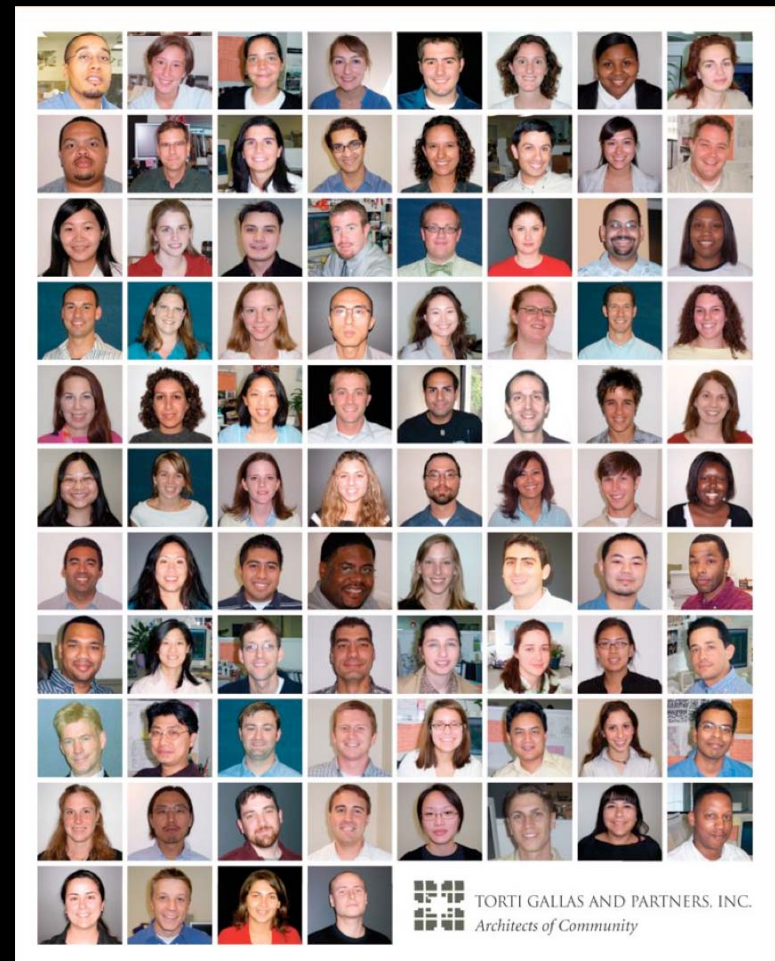 TORTI GALLAS AND PARTNERS, INC.
Architects of Community